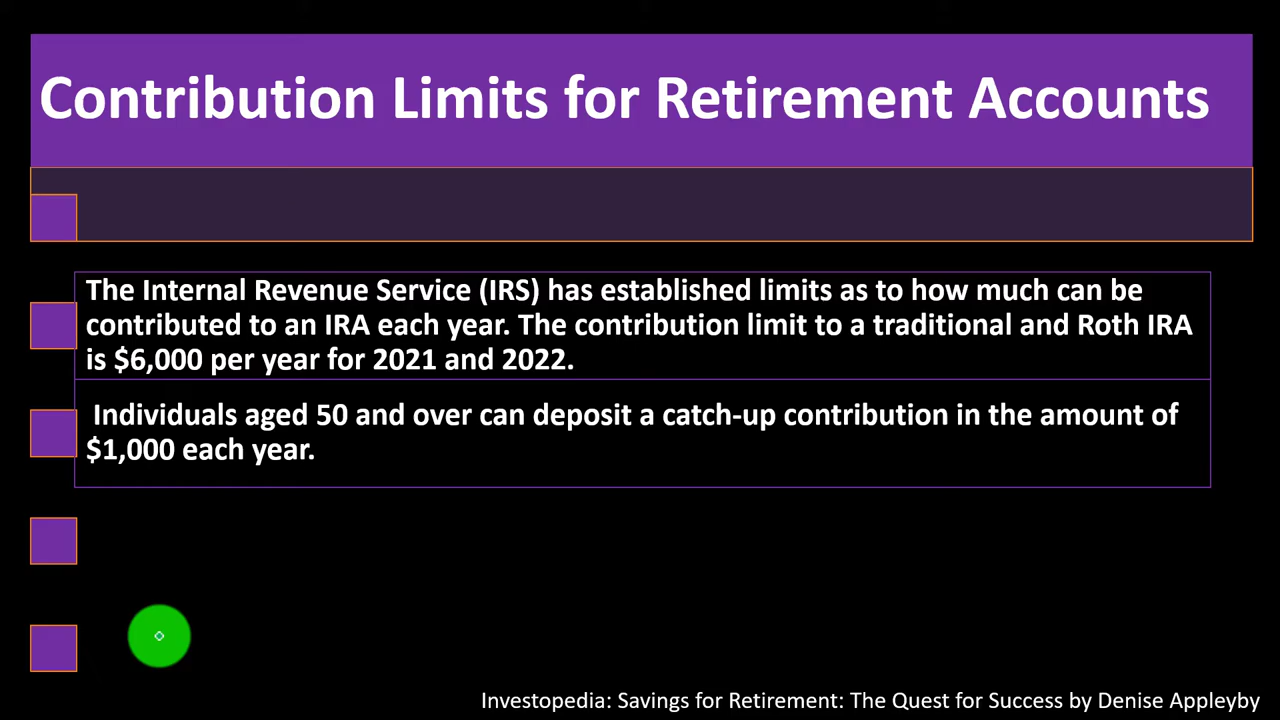 Contribution Limits for Retirement Accounts
The Internal Revenue Service (IRS) has established limits as to how much can be
contributed to an IRA each year. The contribution limit to a traditional and Roth IRA
is $6,000 per year for 2021 and 2022.
Individuals aged 50 and over can deposit a catch-up contribution in the amount of
$1,000 each year.
Investopedia: Savings for Retirement: The Quest for Success by Denise Appleyby